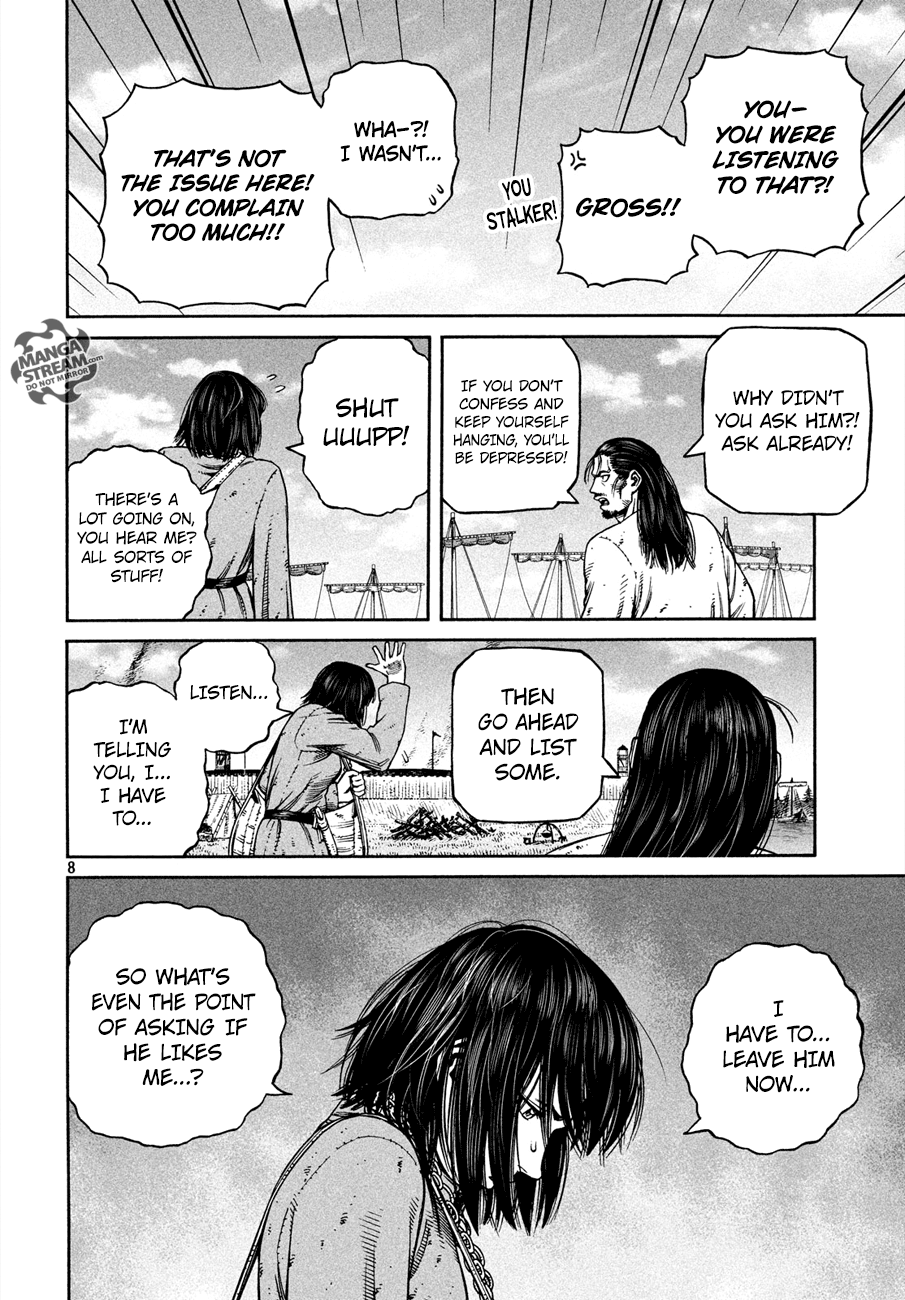 YOU-
YOU WERE
LISTENING
TO THAT?!
GROSS!!
YOU
STALKER!
WHA-?!
I WASN'T...
THAT'S NOT
THE ISSUE HERE!
YOU COMPLAIN
TOO MUCH!!
MANGA
STREAM.com
DO NOT MIRROR
WHY DIDN'T
YOU ASK HIM?!
ASK ALREADY!
IF YOU DON'T
CONFESS AND
KEEP YOURSELF
HANGING, YOU'LL
BE DEPRESSED!
SHUT
UUUPP!
THERE'S A
LOT GOING ON,
YOU HEAR ME?
ALL SORTS OF
STUFF!
THEN
GO AHEAD
AND LIST
SOME.
LISTEN...
I'M
TELLING
YOU, I...
I HAVE
TO...
8
I
HAVE TO...
LEAVE HIM
NOW...
SO WHAT'S
EVEN THE POINT
OF ASKING IF
HE LIKES
ME...?